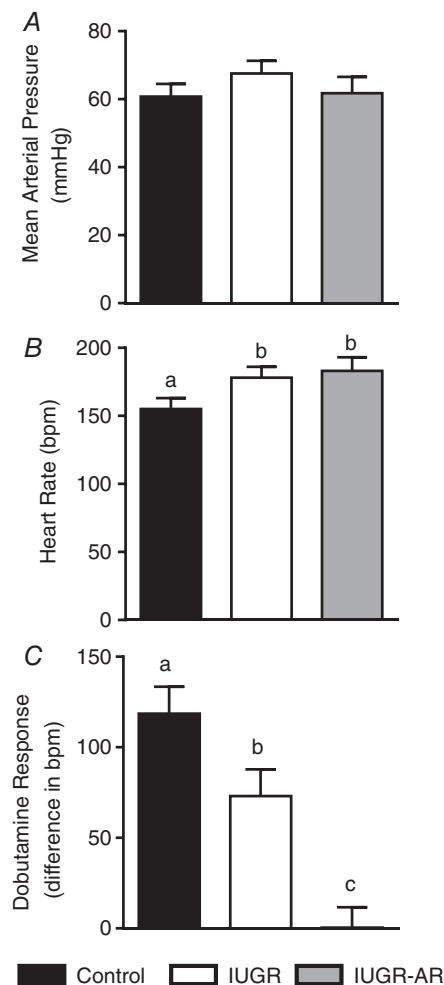 A
Mean Arterial Pressure
(mmHg)
80
60
40
20
0
B
Heart Rate (bpm)
200
150
100
50
0
a
b
b
C
Dobutamine Response
(difference in bpm)
150
100
50
0
a
b
c
Control IUGR IUGR-AR